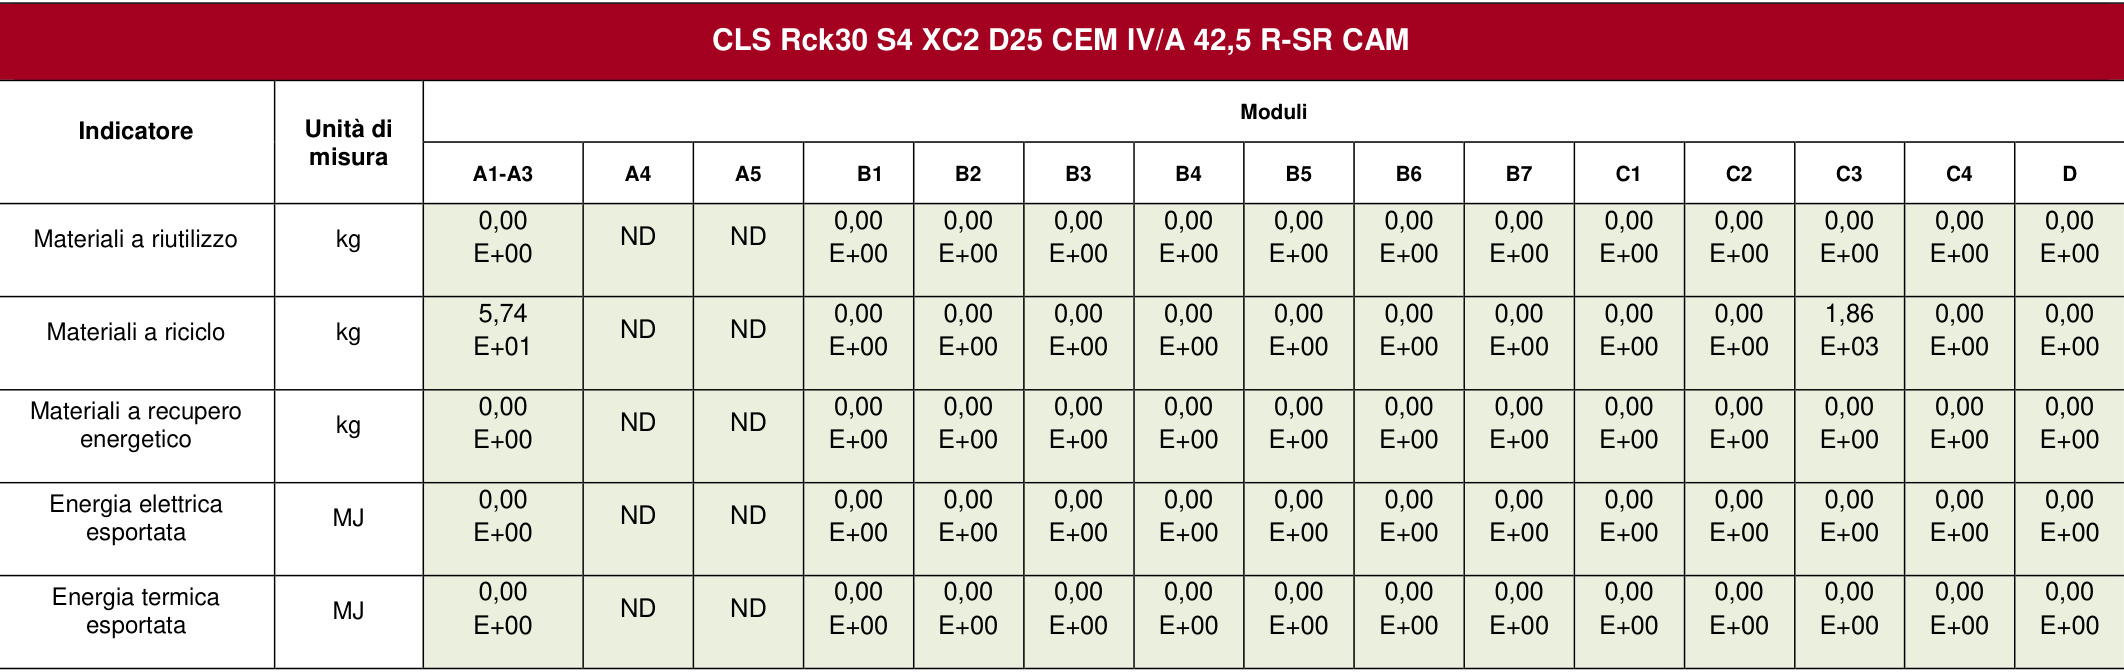 CLS Rck30 S4 XC2 D25 CEM IV/A 42,5 R-SR CAM
Indicatore
Unità di
misura
Moduli
A1-A3 A4 A5 B1 B2 B3 B4 B5 B6 B7 C1 C2 C3 C4 D
Materiali a riutilizzo kg 0,00 E+00 ND ND 0,00 E+00 0,00 E+00 0,00 E+00 0,00 E+00 0,00 E+00 0,00 E+00 0,00 E+00 0,00 E+00 0,00 E+00 0,00 E+00 0,00 E+00 0,00 E+00
Materiali a riciclo kg 5,74 E+01 ND ND 0,00 E+00 0,00 E+00 0,00 E+00 0,00 E+00 0,00 E+00 0,00 E+00 0,00 E+00 0,00 E+00 0,00 E+00 1,86 E+03 0,00 E+00 0,00 E+00
Materiali a recupero energetico kg 0,00 E+00 ND ND 0,00 E+00 0,00 E+00 0,00 E+00 0,00 E+00 0,00 E+00 0,00 E+00 0,00 E+00 0,00 E+00 0,00 E+00 0,00 E+00 0,00 E+00 0,00 E+00
Energia elettrica esportata MJ 0,00 E+00 ND ND 0,00 E+00 0,00 E+00 0,00 E+00 0,00 E+00 0,00 E+00 0,00 E+00 0,00 E+00 0,00 E+00 0,00 E+00 0,00 E+00 0,00 E+00 0,00 E+00
Energia termica esportata MJ 0,00 E+00 ND ND 0,00 E+00 0,00 E+00 0,00 E+00 0,00 E+00 0,00 E+00 0,00 E+00 0,00 E+00 0,00 E+00 0,00 E+00 0,00 E+00 0,00 E+00 0,00 E+00